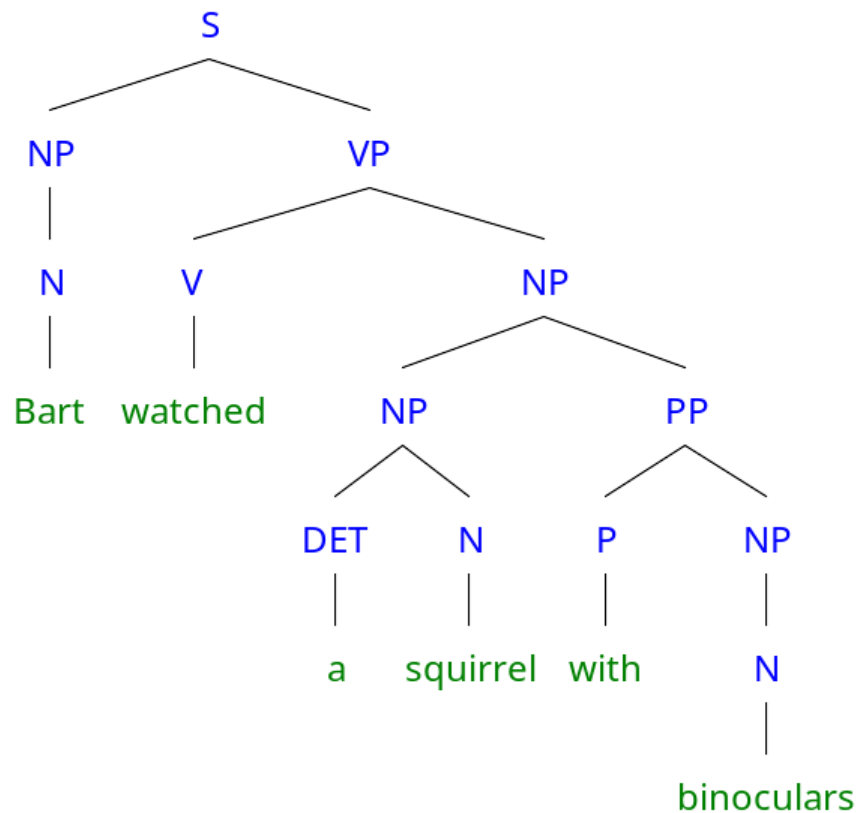 S
NP VP
N V NP
Bart watched NP PP
DET N P NP
a squirrel with N
binoculars